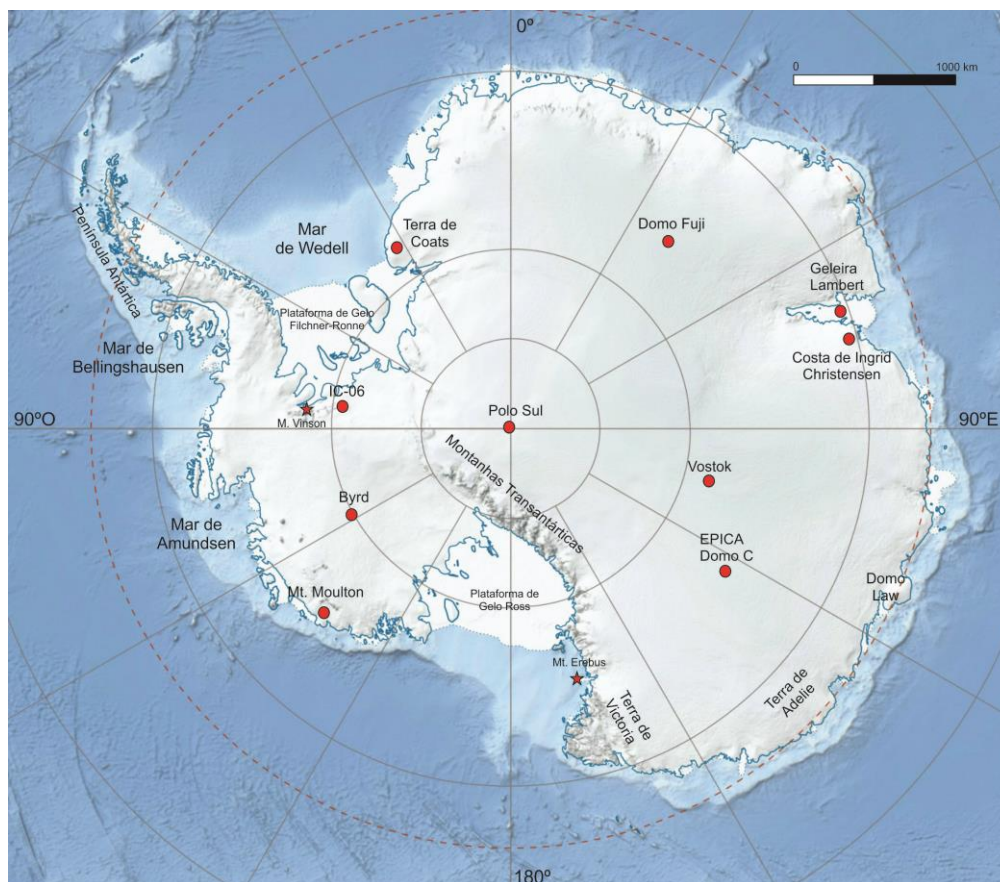 0º
0
1000 km
Mar
de Wedell
Terra de
Coats
Domo Fuji
Península Antártica
Geleira
Lambert
Plataforma de Gelo
Filchner-Ronne
Mar de
Bellingshausen
Costa de Ingrid
Christensen
IC-06
90ºO
M. Vinson
Polo Sul
90ºE
Montanhas Transantárticas
Vostok
Byrd
Mar de
Amundsen
EPICA
Domo C
Mt. Moulton
Plataforma de
Gelo Ross
Domo
Law
Mt. Erebus
Terra de
Victoria
Terra de
Adelie
180º